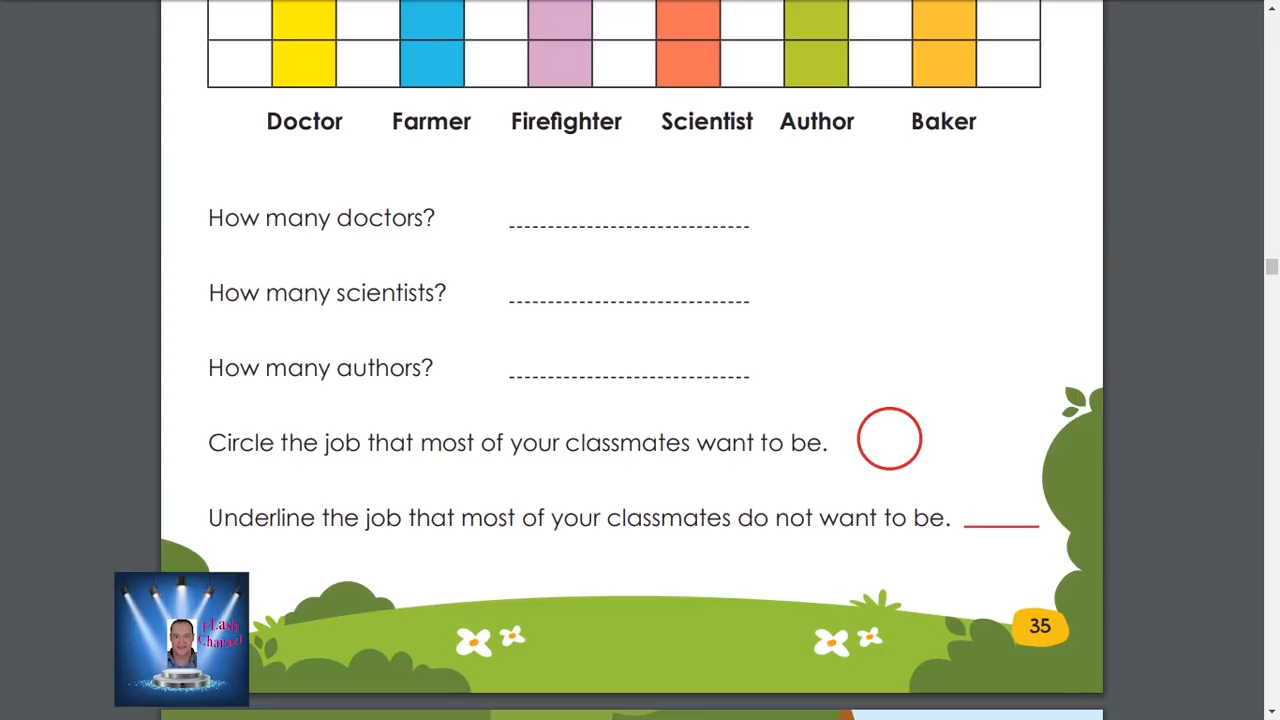 Doctor Farmer Firefighter Scientist Author Baker
How many doctors?
How many scientists?
How many authors?
Circle the job that most of your classmates want to be.
Underline the job that most of your classmates do not want to be.
FLash
Channel
35